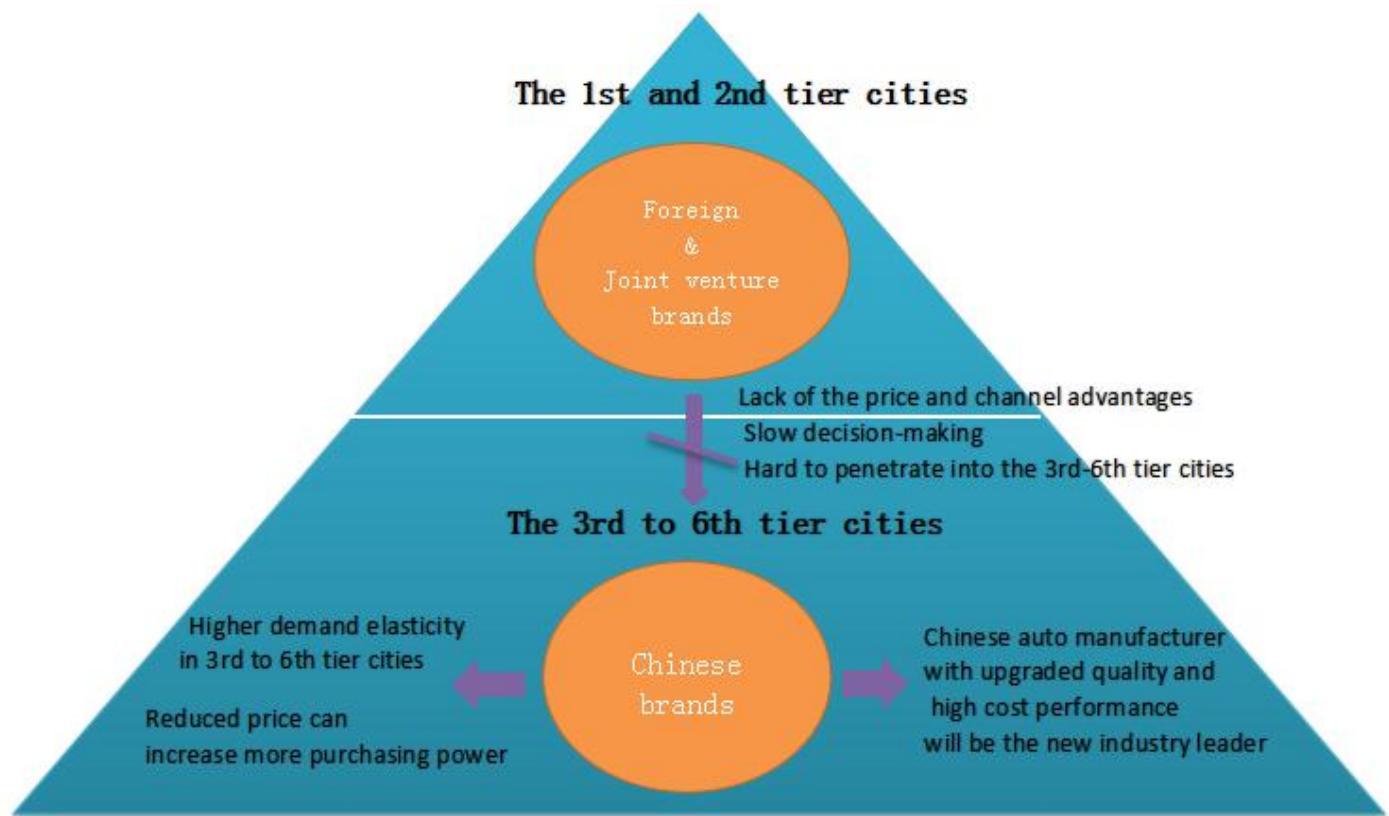 The 1st and 2nd tier cities
Foreign
&
Joint venture
brands
Lack of the price and channel advantages
Slow decision-making
Hard to penetrate into the 3rd-6th tier cities
The 3rd to 6th tier cities
Higher demand elasticity
in 3rd to 6th tier cities
Reduced price can
increase more purchasing power
Chinese
brands
Chinese auto manufacturer
with upgraded quality and
high cost performance
will be the new industry leader